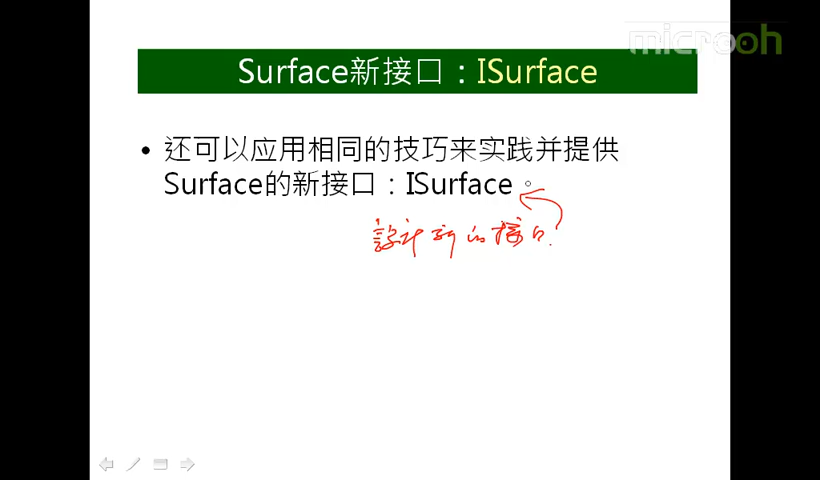 microoh
Surface新接口：ISurface
• 还可以应用相同的技巧来实践并提供
Surface的新接口：ISurface。
設計新的接口